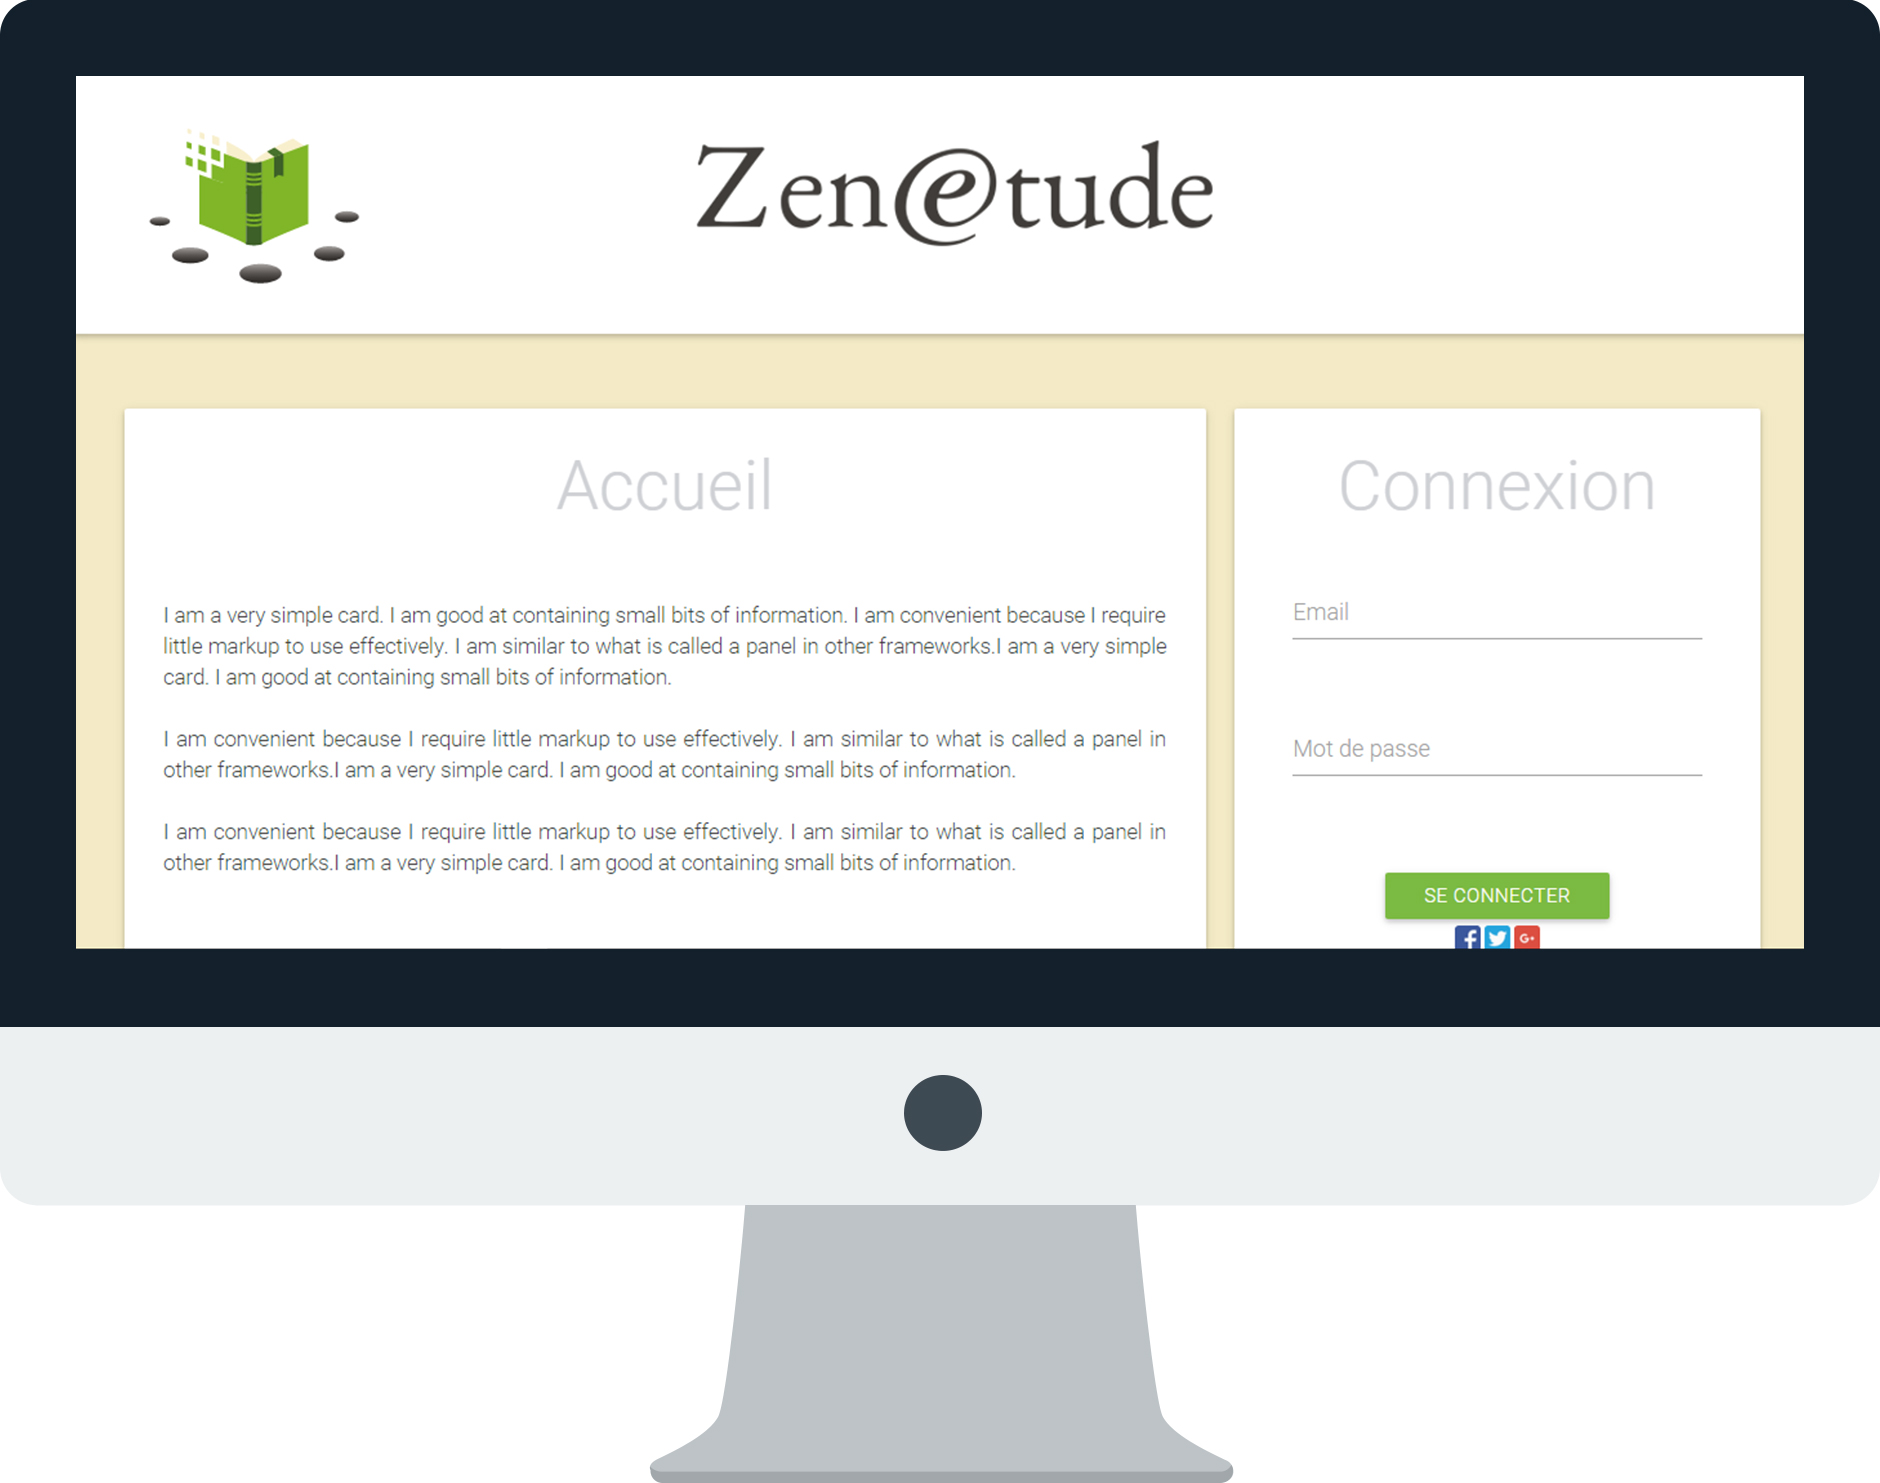 Zenetude
Accueil
I am a very simple card. I am good at containing small bits of information. I am convenient because I require
little markup to use effectively. I am similar to what is called a panel in other frameworks.I am a very simple
card. I am good at containing small bits of information.
I am convenient because I require little markup to use effectively. I am similar to what is called a panel in
other frameworks.I am a very simple card. I am good at containing small bits of information.
I am convenient because I require little markup to use effectively. I am similar to what is called a panel in
other frameworks.I am a very simple card. I am good at containing small bits of information.
Connexion
Email
Mot de passe
SE CONNECTER
f
G+